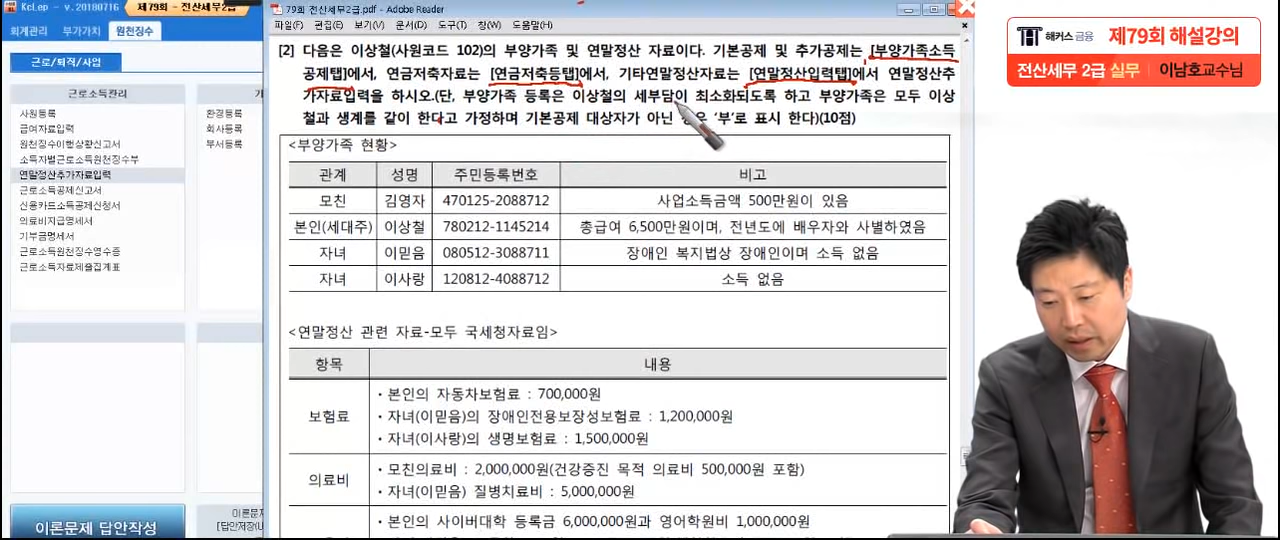 KcLep - v.20180716
제79회 - 전산세무2급
회계관리 부가가치 원천징수
근로/퇴직/사업
근로소득관리
사원등록
급여자료입력
원천징수이행상황신고서
소득자별근로소득원천징수부
연말정산추가자료입력
근로소득공제신고서
신용카드소득공제신청서
의료비지급명세서
기부금명세서
근로소득원천징수영수증
근로소득자료제출집계표
기
환경등록
회사등록
부서등록
이론문제 답안작성
이론문
[답안저장(U
79회 전산세무2급.pdf - Adobe Reader
파일(F) 편집(E) 보기(V) 문서(D) 도구(T) 창(W) 도움말(H)
[2] 다음은 이상철(사원코드 102)의 부양가족 및 연말정산 자료이다. 기본공제 및 추가공제는 [부양가족소득
공제탭]에서, 연금저축자료는 [연금저축등탭]에서, 기타연말정산자료는 [연말정산입력탭]에서 연말정산추
가자료입력을 하시오.(단, 부양가족 등록은 이상철의 세부담이 최소화되도록 하고 부양가족은 모두 이상
철과 생계를 같이 한다고 가정하며 기본공제 대상자가 아닌 경우 '부'로 표시 한다)(10점)
<부양가족 현황>
관계 성명 주민등록번호 비고
모친 김영자 470125-2088712 사업소득금액 500만원이 있음
본인(세대주) 이상철 780212-1145214 총급여 6,500만원이며, 전년도에 배우자와 사별하였음
자녀 이믿음 080512-3088711 장애인 복지법상 장애인이며 소득 없음
자녀 이사랑 120812-4088712 소득 없음
<연말정산 관련 자료-모두 국세청자료임>
항목 내용
보험료
・본인의 자동차보험료 : 700,000원
・자녀(이믿음)의 장애인전용보장성보험료 : 1,200,000원
・자녀(이사랑)의 생명보험료 : 1,500,000원
의료비
・모친의료비 : 2,000,000원(건강증진 목적 의료비 500,000원 포함)
・자녀(이믿음) 질병치료비 : 5,000,000원
・본인의 사이버대학 등록금 6,000,000원과 영어학원비 1,000,000원
해커스 금융 제79회 해설강의
전산세무 2급 실무 이남호교수님